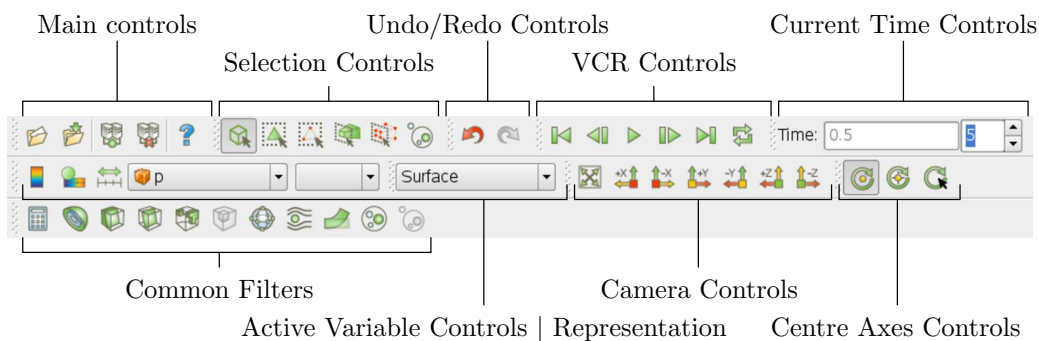 Main controls
Undo/Redo Controls
Current Time Controls
Selection Controls
VCR Controls
Time: 0.5 5
p
Surface
+X -X +Y -Y +Z -Z
Common Filters
Camera Controls
Active Variable Controls | Representation
Centre Axes Controls